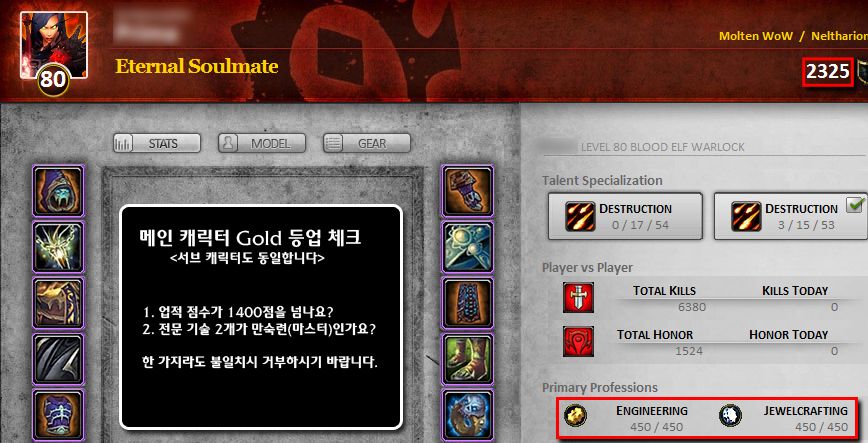 Molten WoW / Neltharion
80
Eternal Soulmate
2325
STATS
MODEL
GEAR
LEVEL 80 BLOOD ELF WARLOCK
Talent Specialization
DESTRUCTION
0 / 17 / 54
DESTRUCTION
3 / 15 / 53
메인 캐릭터 Gold 등업 체크
<서브 캐릭터도 동일합니다>
1. 업적 점수가 1400점을 넘나요?
2. 전문 기술 2개가 만숙련(마스터)인가요?
한 가지라도 불일치시 거부하시기 바랍니다.
Player vs Player
TOTAL KILLS
6380
KILLS TODAY
0
TOTAL HONOR
1524
HONOR TODAY
0
Primary Professions
ENGINEERING
450 / 450
JEWELCRAFTING
450 / 450